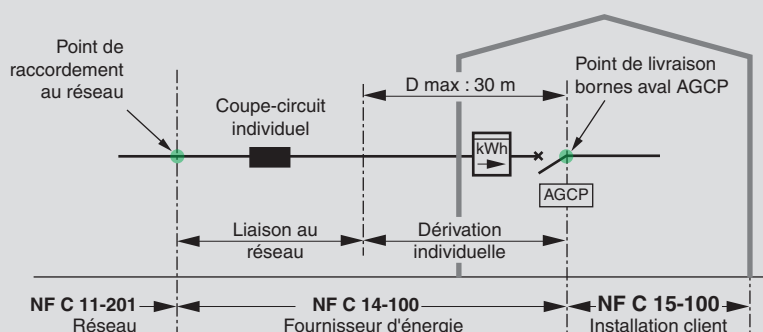 Point de
raccordement
au réseau
Coupe-circuit
individuel
D max : 30 m
Point de livraison
bornes aval AGCP
kWh
AGCP
Liaison au
réseau
Dérivation
individuelle
NF C 11-201
Réseau
NF C 14-100
Fournisseur d'énergie
NF C 15-100
Installation client